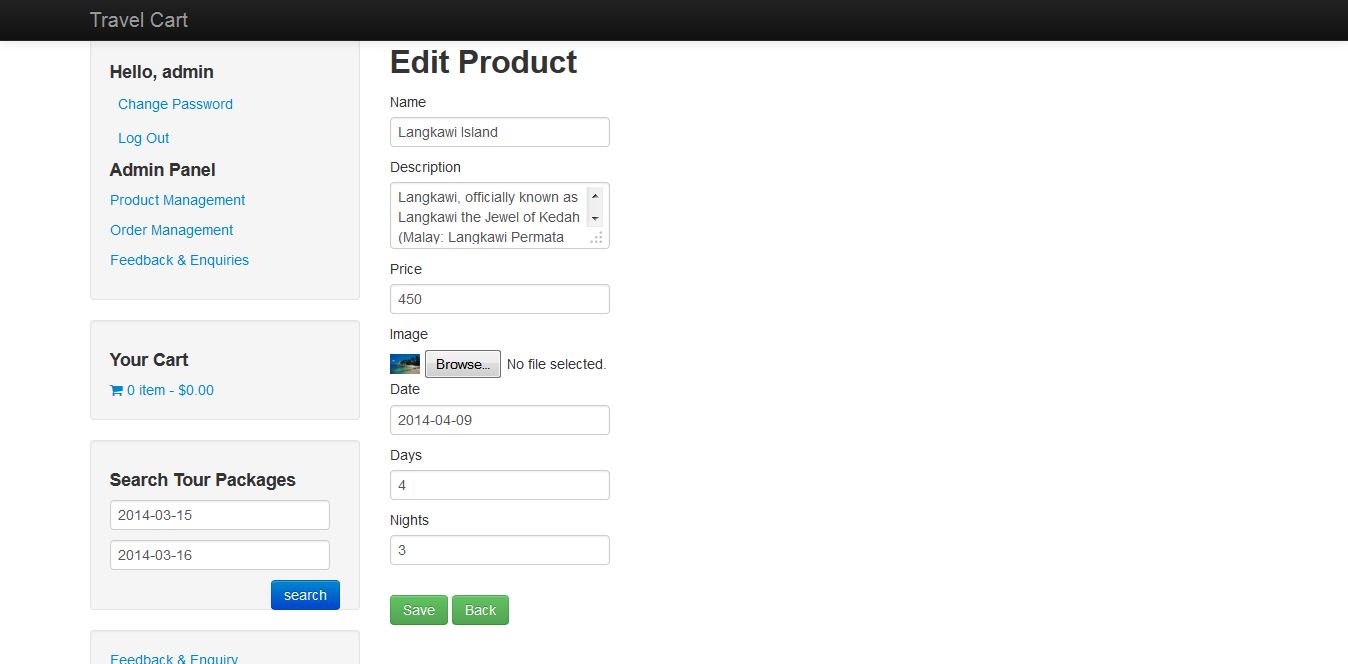 Travel Cart
Hello, admin
Change Password
Log Out
Admin Panel
Product Management
Order Management
Feedback & Enquiries
Your Cart
0 item - $0.00
Search Tour Packages
2014-03-15
2014-03-16
search
Feedback & Enquiry
Edit Product
Name
Langkawi Island
Description
Langkawi, officially known as
Langkawi the Jewel of Kedah
(Malay: Langkawi Permata
Price
450
Image
Browse... No file selected.
Date
2014-04-09
Days
4
Nights
3
Save Back